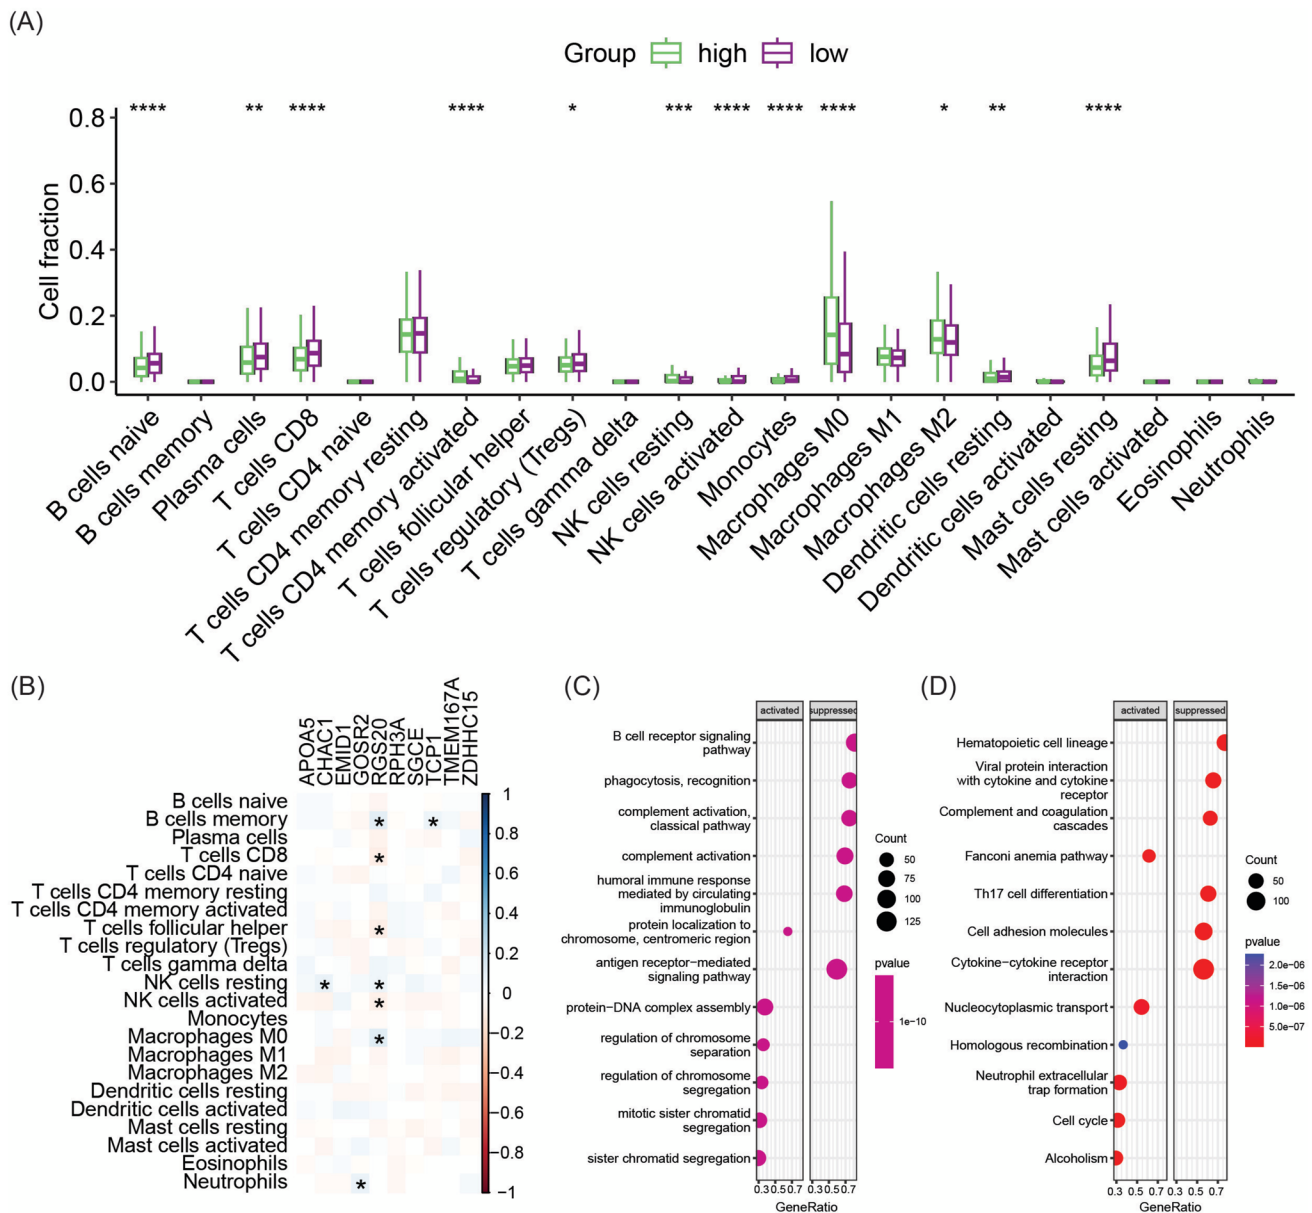 (A)
Group high low
**** ** **** **** * *** **** **** **** * ** ****
Cell fraction
0.8
0.6
0.4
0.2
0.0
B cells naive
B cells memory
Plasma cells
T cells CD8
T cells CD4 naive
T cells CD4 memory resting
T cells CD4 memory activated
T cells follicular helper
T cells regulatory (Tregs)
T cells gamma delta
NK cells resting
NK cells activated
Monocytes
Macrophages M0
Macrophages M1
Macrophages M2
Dendritic cells resting
Dendritic cells activated
Mast cells resting
Mast cells activated
Eosinophils
Neutrophils
(B)
APOA5
CHAC1
EMID1
GOSR2
RGS20
RPH3A
SGCE
TCP1
TMEM167A
ZDHHC15
B cells naive
B cells memory * *
Plasma cells
T cells CD8 *
T cells CD4 naive
T cells CD4 memory resting
T cells CD4 memory activated
T cells follicular helper *
T cells regulatory (Tregs)
T cells gamma delta
NK cells resting * *
NK cells activated *
Monocytes
Macrophages M0 *
Macrophages M1
Macrophages M2
Dendritic cells resting
Dendritic cells activated
Mast cells resting
Mast cells activated
Eosinophils
Neutrophils *
1
0.8
0.6
0.4
0.2
0
−0.2
−0.4
−0.6
−0.8
−1
(C)
activated suppressed
B cell receptor signaling
pathway
phagocytosis, recognition
complement activation,
classical pathway
complement activation
humoral immune response
mediated by circulating
immunoglobulin
protein localization to
chromosome, centromeric region
antigen receptor−mediated
signaling pathway
protein−DNA complex assembly
regulation of chromosome
separation
regulation of chromosome
segregation
mitotic sister chromatid
segregation
sister chromatid segregation
0.3 0.5 0.7 0.3 0.5 0.7
GeneRatio
Count
50
75
100
125
pvalue
1e−10
(D)
activated suppressed
Hematopoietic cell lineage
Viral protein interaction
with cytokine and cytokine
receptor
Complement and coagulation
cascades
Fanconi anemia pathway
Th17 cell differentiation
Cell adhesion molecules
Cytokine−cytokine receptor
interaction
Nucleocytoplasmic transport
Homologous recombination
Neutrophil extracellular
trap formation
Cell cycle
Alcoholism
0.3 0.5 0.7 0.3 0.5 0.7
GeneRatio
Count
50
100
pvalue
2.0e−06
1.5e−06
1.0e−06
5.0e−07